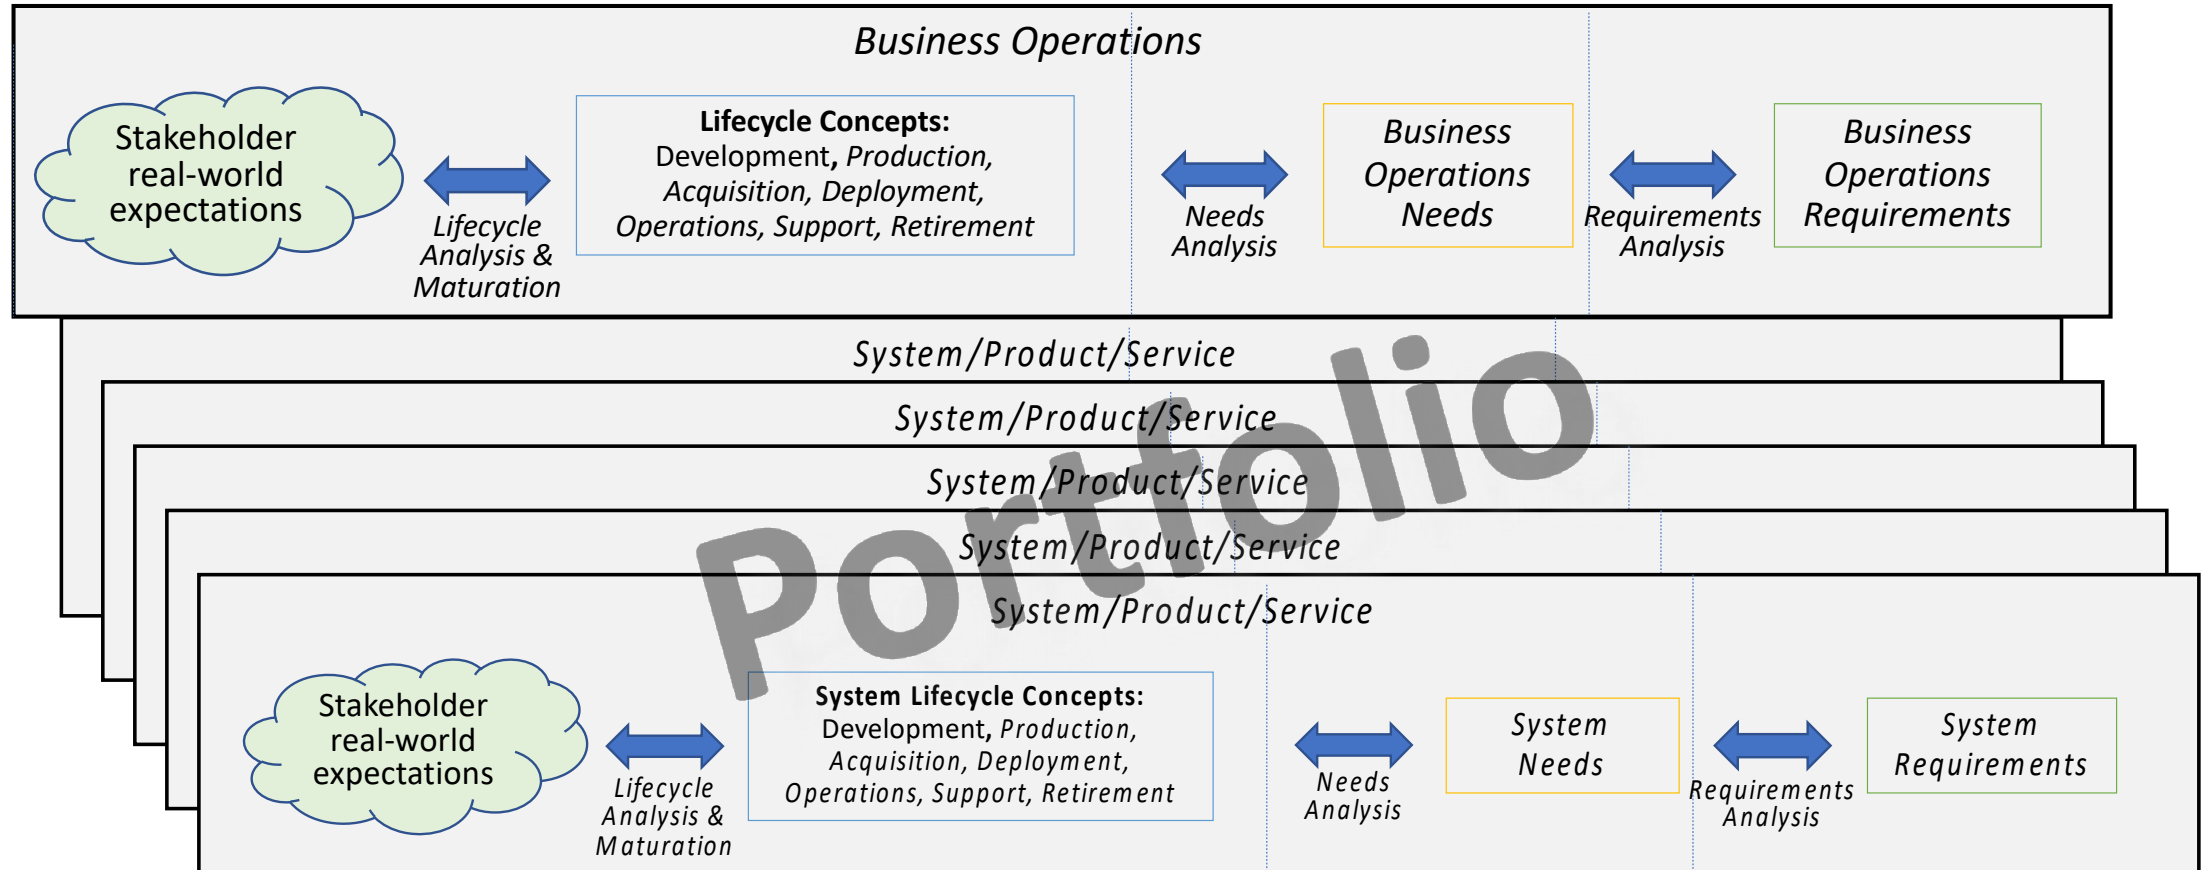 Business Operations
Stakeholder
real-world
expectations
Lifecycle
Analysis &
Maturation
Lifecycle Concepts:
Development, Production,
Acquisition, Deployment,
Operations, Support, Retirement
Needs
Analysis
Business
Operations
Needs
Requirements
Analysis
Business
Operations
Requirements
System/Product/Service
System/Product/Service
System/Product/Service
System/Product/Service
System/Product/Service
Portfolio
Stakeholder
real-world
expectations
Lifecycle
Analysis &
Maturation
System Lifecycle Concepts:
Development, Production,
Acquisition, Deployment,
Operations, Support, Retirement
Needs
Analysis
System
Needs
Requirements
Analysis
System
Requirements